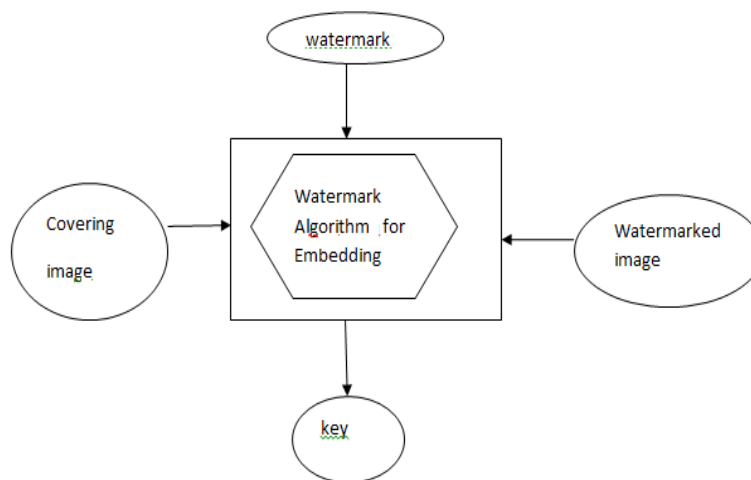 watermark
Covering
image
Watermark
Algorithm for
Embedding
Watermarked
image
key